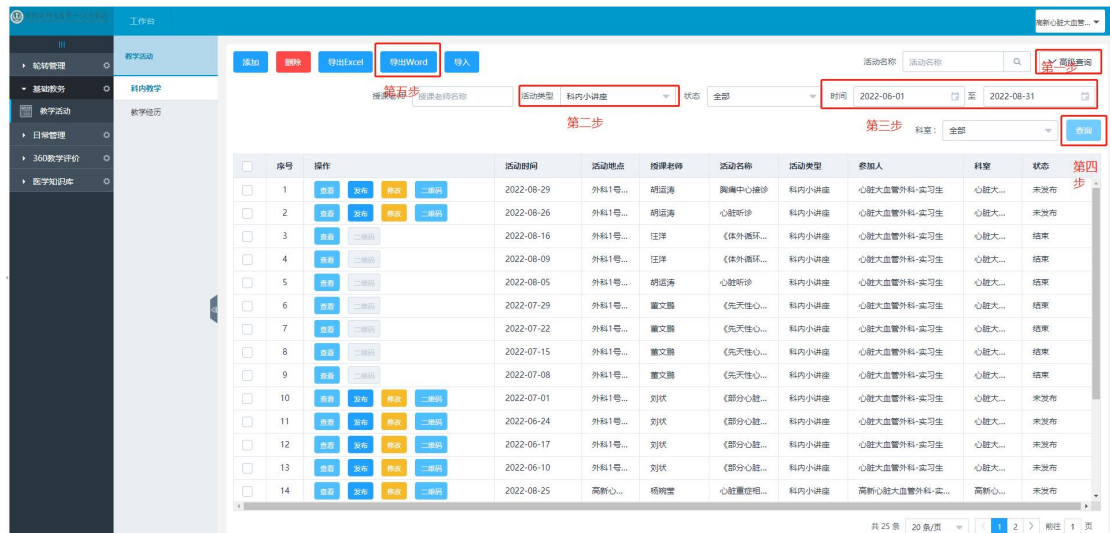 工作台
高新心脏大血管...
轮转管理
基础教务
教学活动
日常管理
360教学评价
医学知识库
教学活动
科内教学
教学经历
添加 删除 导出Excel 导出Word 导入
活动名称 活动名称 高级查询
第一步
第五步
授课老师 授课老师名称 活动类型 科内小讲座 状态 全部 时间 2022-06-01 至 2022-08-31
第二步 第三步 科室: 全部 查询
第四步
序号 操作 活动时间 活动地点 授课老师 活动名称 活动类型 参加人 科室 状态
1 查看 发布 修改 二维码 2022-08-29 外科1号... 胡运涛 胸痛中心接诊 科内小讲座 心脏大血管外科-实习生 心脏大... 未发布
2 查看 发布 修改 二维码 2022-08-26 外科1号... 胡运涛 心脏听诊 科内小讲座 心脏大血管外科-实习生 心脏大... 未发布
3 查看 二维码 2022-08-16 外科1号... 汪洋 《体外循环... 科内小讲座 心脏大血管外科-实习生 心脏大... 结束
4 查看 二维码 2022-08-09 外科1号... 汪洋 《体外循环... 科内小讲座 心脏大血管外科-实习生 心脏大... 结束
5 查看 二维码 2022-08-05 外科1号... 胡运涛 心脏听诊 科内小讲座 心脏大血管外科-实习生 心脏大... 结束
6 查看 二维码 2022-07-29 外科1号... 董文鹏 《先天性心... 科内小讲座 心脏大血管外科-实习生 心脏大... 结束
7 查看 二维码 2022-07-22 外科1号... 董文鹏 《先天性心... 科内小讲座 心脏大血管外科-实习生 心脏大... 结束
8 查看 二维码 2022-07-15 外科1号... 董文鹏 《先天性心... 科内小讲座 心脏大血管外科-实习生 心脏大... 结束
9 查看 二维码 2022-07-08 外科1号... 董文鹏 《先天性心... 科内小讲座 心脏大血管外科-实习生 心脏大... 结束
10 查看 发布 修改 二维码 2022-07-01 外科1号... 刘状 《部分心脏... 科内小讲座 心脏大血管外科-实习生 心脏大... 未发布
11 查看 发布 修改 二维码 2022-06-24 外科1号... 刘状 《部分心脏... 科内小讲座 心脏大血管外科-实习生 心脏大... 未发布
12 查看 发布 修改 二维码 2022-06-17 外科1号... 刘状 《部分心脏... 科内小讲座 心脏大血管外科-实习生 心脏大... 未发布
13 查看 发布 修改 二维码 2022-06-10 外科1号... 刘状 《部分心脏... 科内小讲座 心脏大血管外科-实习生 心脏大... 未发布
14 查看 发布 修改 二维码 2022-08-25 高新心... 杨婉莹 心脏重症相... 科内小讲座 高新心脏大血管外科-实... 高新心... 未发布
共 25 条 20 条/页 1 2 前往 1 页